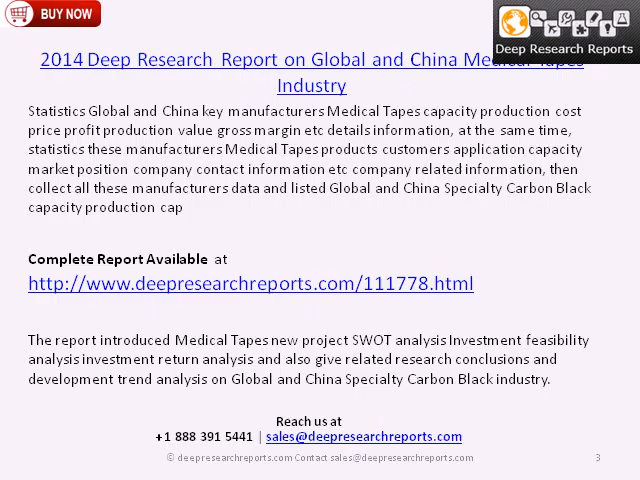 BUY NOW
Deep Research Reports
2014 Deep Research Report on Global and China Medical Tapes
Industry
Statistics Global and China key manufacturers Medical Tapes capacity production cost
price profit production value gross margin etc details information, at the same time,
statistics these manufacturers Medical Tapes products customers application capacity
market position company contact information etc company related information, then
collect all these manufacturers data and listed Global and China Specialty Carbon Black
capacity production cap
Complete Report Available at
http://www.deepresearchreports.com/111778.html
The report introduced Medical Tapes new project SWOT analysis Investment feasibility
analysis investment return analysis and also give related research conclusions and
development trend analysis on Global and China Specialty Carbon Black industry.
Reach us at
+1 888 391 5441 | sales@deepresearchreports.com
© deepresearchreports.com Contact sales@deepresearchreports.com
3